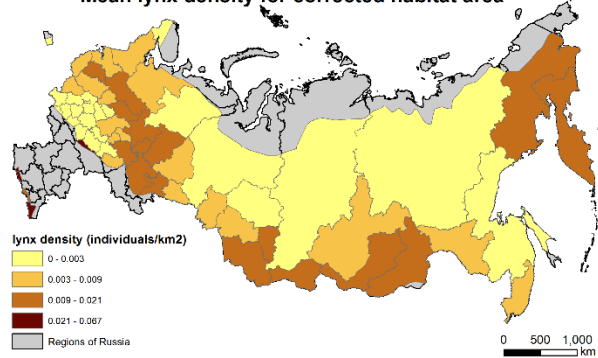 Mean lynx density for corrected habitat area
lynx density (individuals/km2)
0 - 0.003
0.003 - 0.009
0.009 - 0.021
0.021 - 0.067
Regions of Russia
0 500 1,000
km